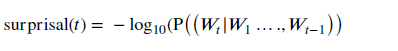 surprisal(t) = − log₁₀(P((Wₜ|W₁ …., Wₜ₋₁))